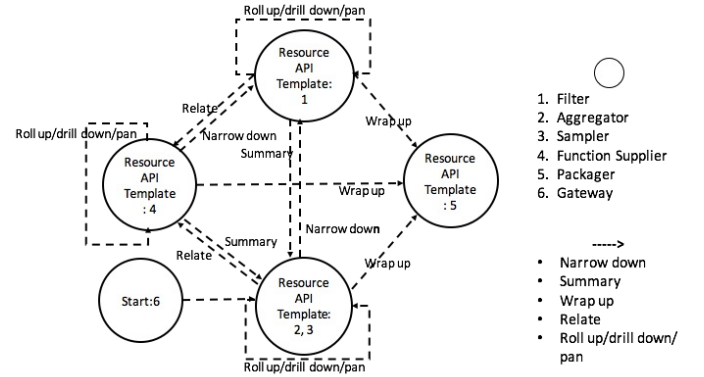 Roll up/drill down/pan
Resource
API
Template:
1
Relate
Narrow down
Summary
Wrap up
Roll up/drill down/pan
Resource
API
Template
: 4
Resource
API
Template
: 5
Wrap up
Summary
Relate
Narrow down
Wrap up
Start:6
Resource
API
Template:
2, 3
Roll up/drill down/pan
1. Filter
2. Aggregator
3. Sampler
4. Function Supplier
5. Packager
6. Gateway
• Narrow down
• Summary
• Wrap up
• Relate
• Roll up/drill down/
pan